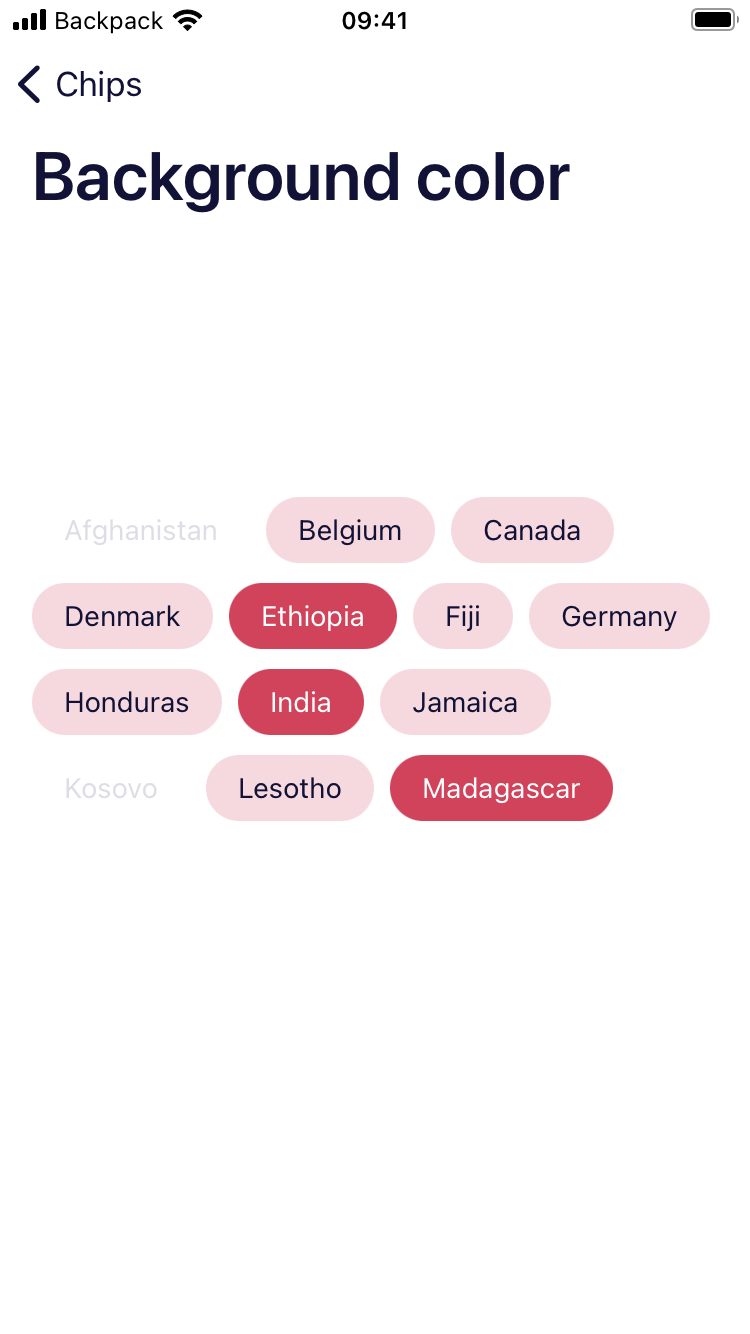 Backpack 09:41
Chips
Background color
Afghanistan Belgium Canada
Denmark Ethiopia Fiji Germany
Honduras India Jamaica
Kosovo Lesotho Madagascar